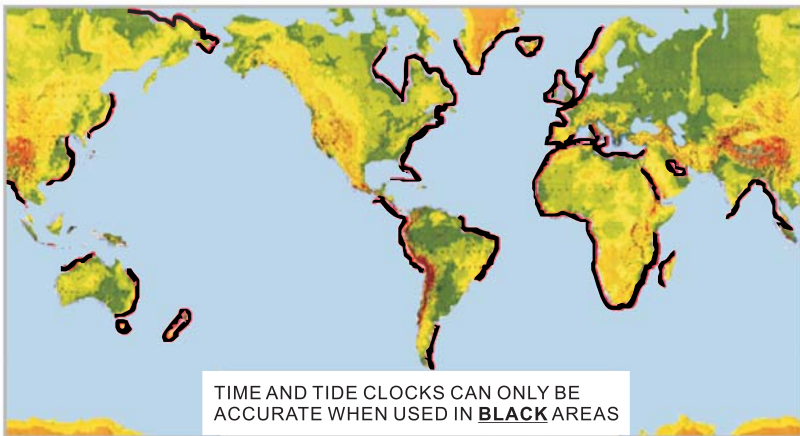 TIME AND TIDE CLOCKS CAN ONLY BE
ACCURATE WHEN USED IN BLACK AREAS